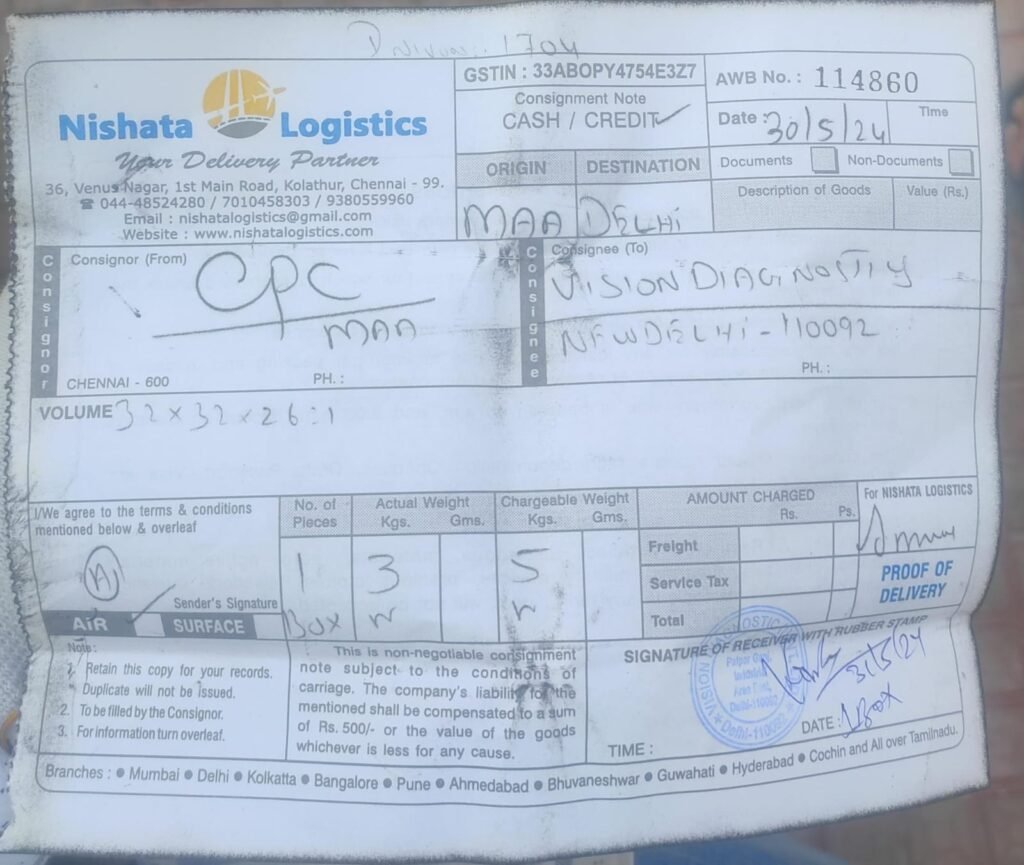 1704
Nishata Logistics
Your Delivery Partner
36, Venus Nagar, 1st Main Road, Kolathur, Chennai - 99.
☎ 044-48524280 / 7010458303 / 9380559960
Email : nishatalogistics@gmail.com
Website : www.nishatalogistics.com
GSTIN : 33ABOPY4754E3Z7
Consignment Note
CASH / CREDIT ✓
AWB No. : 114860
Date : 30/5/24
Time
ORIGIN
DESTINATION
MAA
DELHi
Documents
Non-Documents
Description of Goods
Value (Rs.)
Consignor
Consignor (From)
CPC
MAA
CHENNAI - 600
PH. :
Consignee
Consignee (To)
VISION DIAGINOSTIY
NEWDELHi - 110092
PH. :
VOLUME 32 x 32 x 26 : 1
I/We agree to the terms & conditions
mentioned below & overleaf
Sender's Signature
AiR ✓
SURFACE
No. of Pieces
1
BOX
Actual Weight
Kgs.
Gms.
3
Chargeable Weight
Kgs.
Gms.
5
AMOUNT CHARGED
Rs.
Ps.
Freight
Service Tax
Total
For NISHATA LOGISTICS
PROOF OF
DELIVERY
Note:
1. Retain this copy for your records.
Duplicate will not be issued.
2. To be filled by the Consignor.
3. For information turn overleaf.
This is non-negotiable consignment
note subject to the conditions of
carriage. The company's liability for the
mentioned shall be compensated to a sum
of Rs. 500/- or the value of the goods
whichever is less for any cause.
SIGNATURE OF RECEIVER WITH RUBBER STAMP
31/5/24
1 Box
VISION
Delhi-110092
Delhi-110092
TIME :
DATE :
Branches : ● Mumbai ● Delhi ● Kolkatta ● Bangalore ● Pune ● Ahmedabad ● Bhuvaneshwar ● Guwahati ● Hyderabad ● Cochin and All over Tamilnadu.